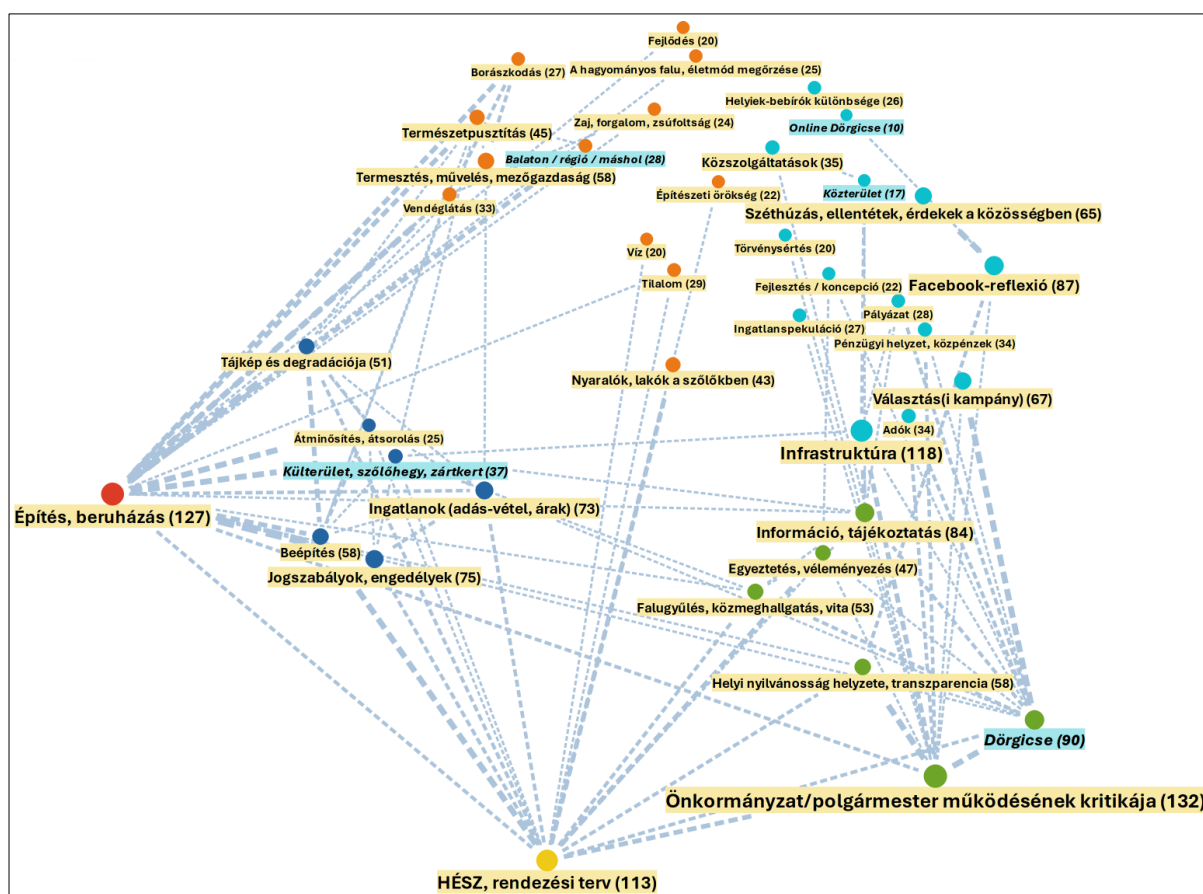 Fejlődés (20)
Borászkodás (27)
A hagyományos falu, életmód megőrzése (25)
Helyiek-bebírók különbsége (26)
Zaj, forgalom, zsúfoltság (24)
Online Dörgicse (10)
Természetpusztítás (45)
Balaton / régió / máshol (28)
Közszolgáltatások (35)
Termesztés, művelés, mezőgazdaság (58)
Építészeti örökség (22)
Közterület (17)
Vendéglátás (33)
Széthúzás, ellentétek, érdekek a közösségben (65)
Víz (20)
Törvénysértés (20)
Tilalom (29)
Fejlesztés / koncepció (22)
Facebook-reflexió (87)
Pályázat (28)
Ingatlanspekuláció (27)
Pénzügyi helyzet, közpénzek (34)
Tájkép és degradációja (51)
Nyaralók, lakók a szőlőkben (43)
Választás(i kampány) (67)
Adók (34)
Átminősítés, átsorolás (25)
Infrastruktúra (118)
Külterület, szőlőhegy, zártkert (37)
Építés, beruházás (127)
Ingatlanok (adás-vétel, árak) (73)
Információ, tájékoztatás (84)
Beépítés (58)
Jogszabályok, engedélyek (75)
Egyeztetés, véleményezés (47)
Falugyűlés, közmeghallgatás, vita (53)
Helyi nyilvánosság helyzete, transzparencia (58)
Dörgicse (90)
Önkormányzat/polgármester működésének kritikája (132)
HÉSZ, rendezési terv (113)